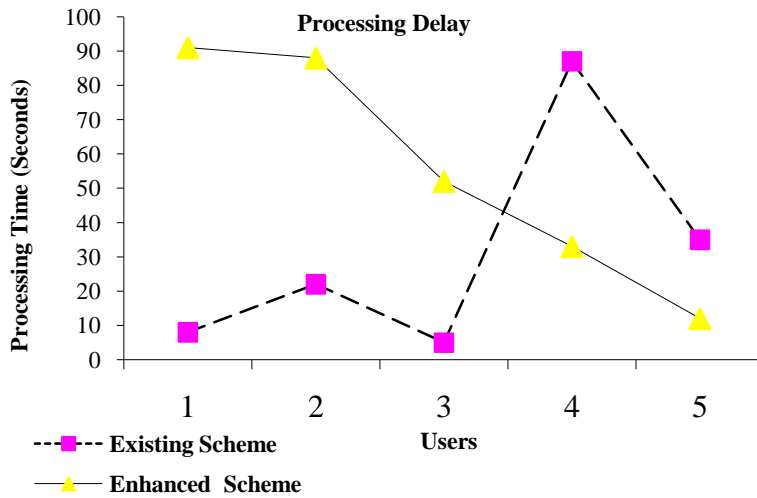 Processing Delay
Processing Time (Seconds)
100
90
80
70
60
50
40
30
20
10
0
1 2 3 4 5
Users
Existing Scheme
Enhanced Scheme